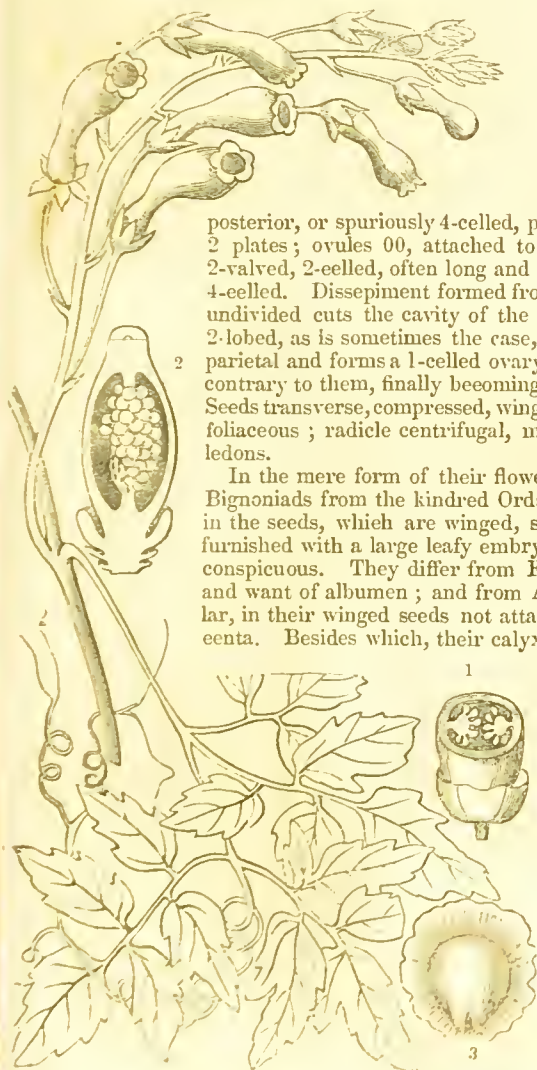 posterior, or spuriously 4-celled,
2 plates ; ovules 00, attached to
2-valved, 2-eelled, often long and
4-eelled. Dissepiment formed fro
undivided cuts the cavity of the
2-lobed, as is sometimes the case,
2
parietal and forms a 1-celled ovary
contrary to them, finally beeoming
Seeds transverse, compressed, wing
foliaceous ; radicle centrifugal,
ledons.
In the mere form of their flowe
Bignoniads from the kindred Ord
in the seeds, whieh are winged, s
furnished with a large leafy embry
conspicuous. They differ from
and want of albumen ; and from
lar, in their winged seeds not atta
eenta. Besides which, their calyx
1
3